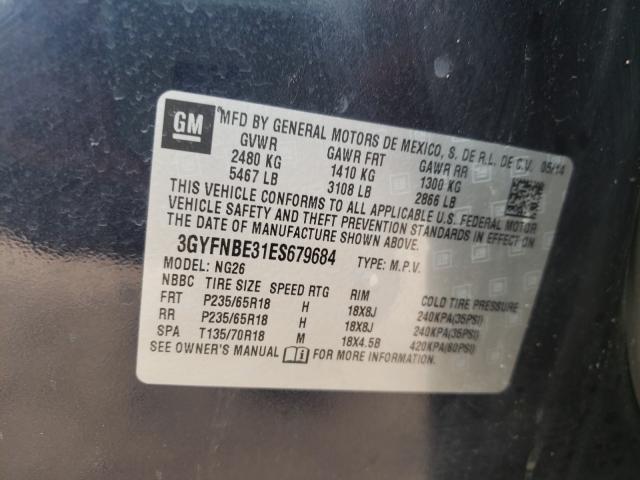 GM
MFD BY GENERAL MOTORS DE MEXICO, S. DE R.L. DE C.V. 05/14
GVWR GAWR FRT GAWR RR
2480 KG 1410 KG 1300 KG
5467 LB 3108 LB 2866 LB
THIS VEHICLE CONFORMS TO ALL APPLICABLE U.S. FEDERAL MOTOR
VEHICLE SAFETY AND THEFT PREVENTION STANDARDS IN EFFECT ON
THE DATE OF MANUFACTURE SHOWN ABOVE.
3GYFNBE31ES679684 TYPE: M.P.V.
MODEL: NG26
NBBC TIRE SIZE SPEED RTG RIM COLD TIRE PRESSURE
FRT P235/65R18 H 18X8J 240KPA(35PSI)
RR P235/65R18 H 18X8J 240KPA(35PSI)
SPA T135/70R18 M 18X4.5B 420KPA(60PSI)
SEE OWNER'S MANUAL FOR MORE INFORMATION.